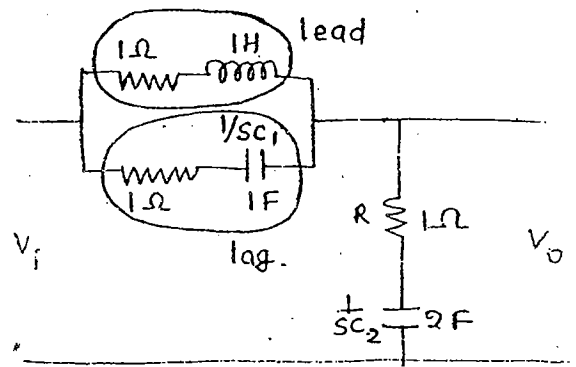 lead
1Ω 1H
1/SC1
1Ω 1F
lag.
R 1Ω
Vi Vo
1/SC2 2F